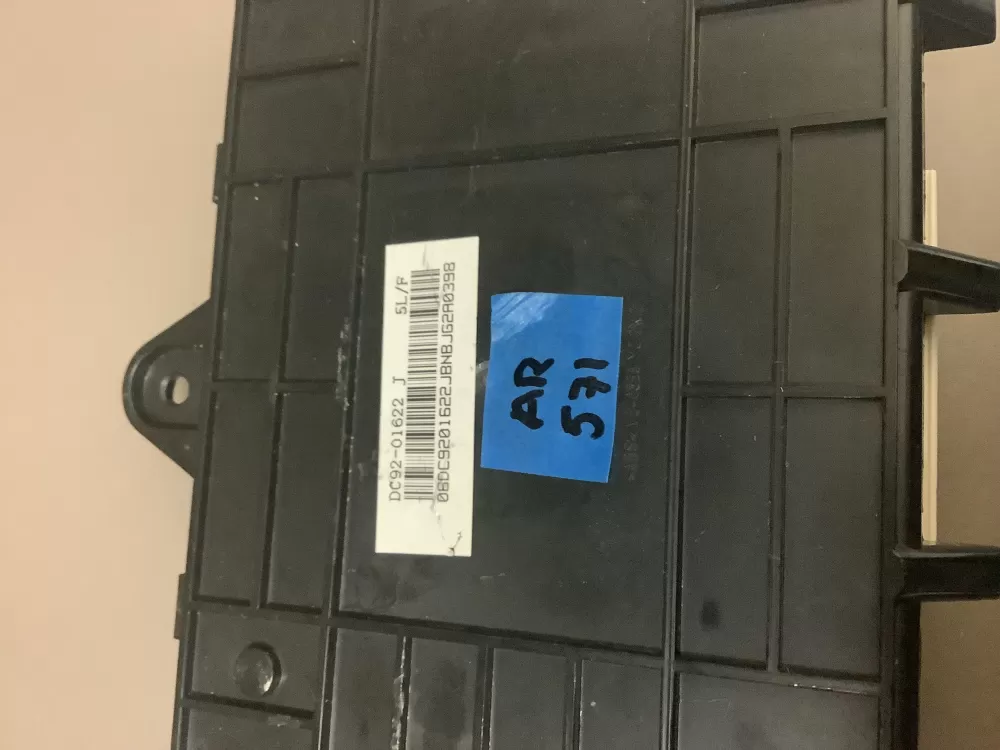 DC92-01622 J 5L/F
08DC9201622JBNBJG2A0398
AR
571